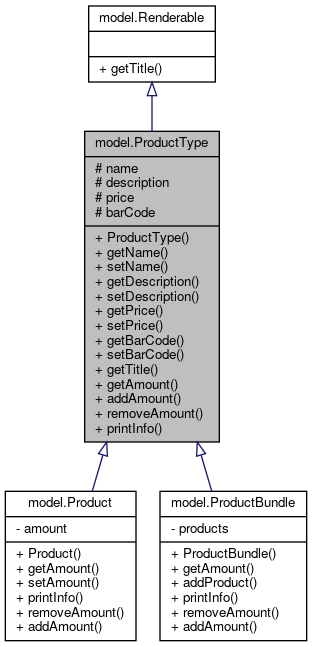 model.Renderable
+ getTitle()
model.ProductType
# name
# description
# price
# barCode
+ ProductType()
+ getName()
+ setName()
+ getDescription()
+ setDescription()
+ getPrice()
+ setPrice()
+ getBarCode()
+ setBarCode()
+ getTitle()
+ getAmount()
+ addAmount()
+ removeAmount()
+ printInfo()
model.Product
- amount
+ Product()
+ getAmount()
+ setAmount()
+ printInfo()
+ removeAmount()
+ addAmount()
model.ProductBundle
- products
+ ProductBundle()
+ getAmount()
+ addProduct()
+ printInfo()
+ removeAmount()
+ addAmount()